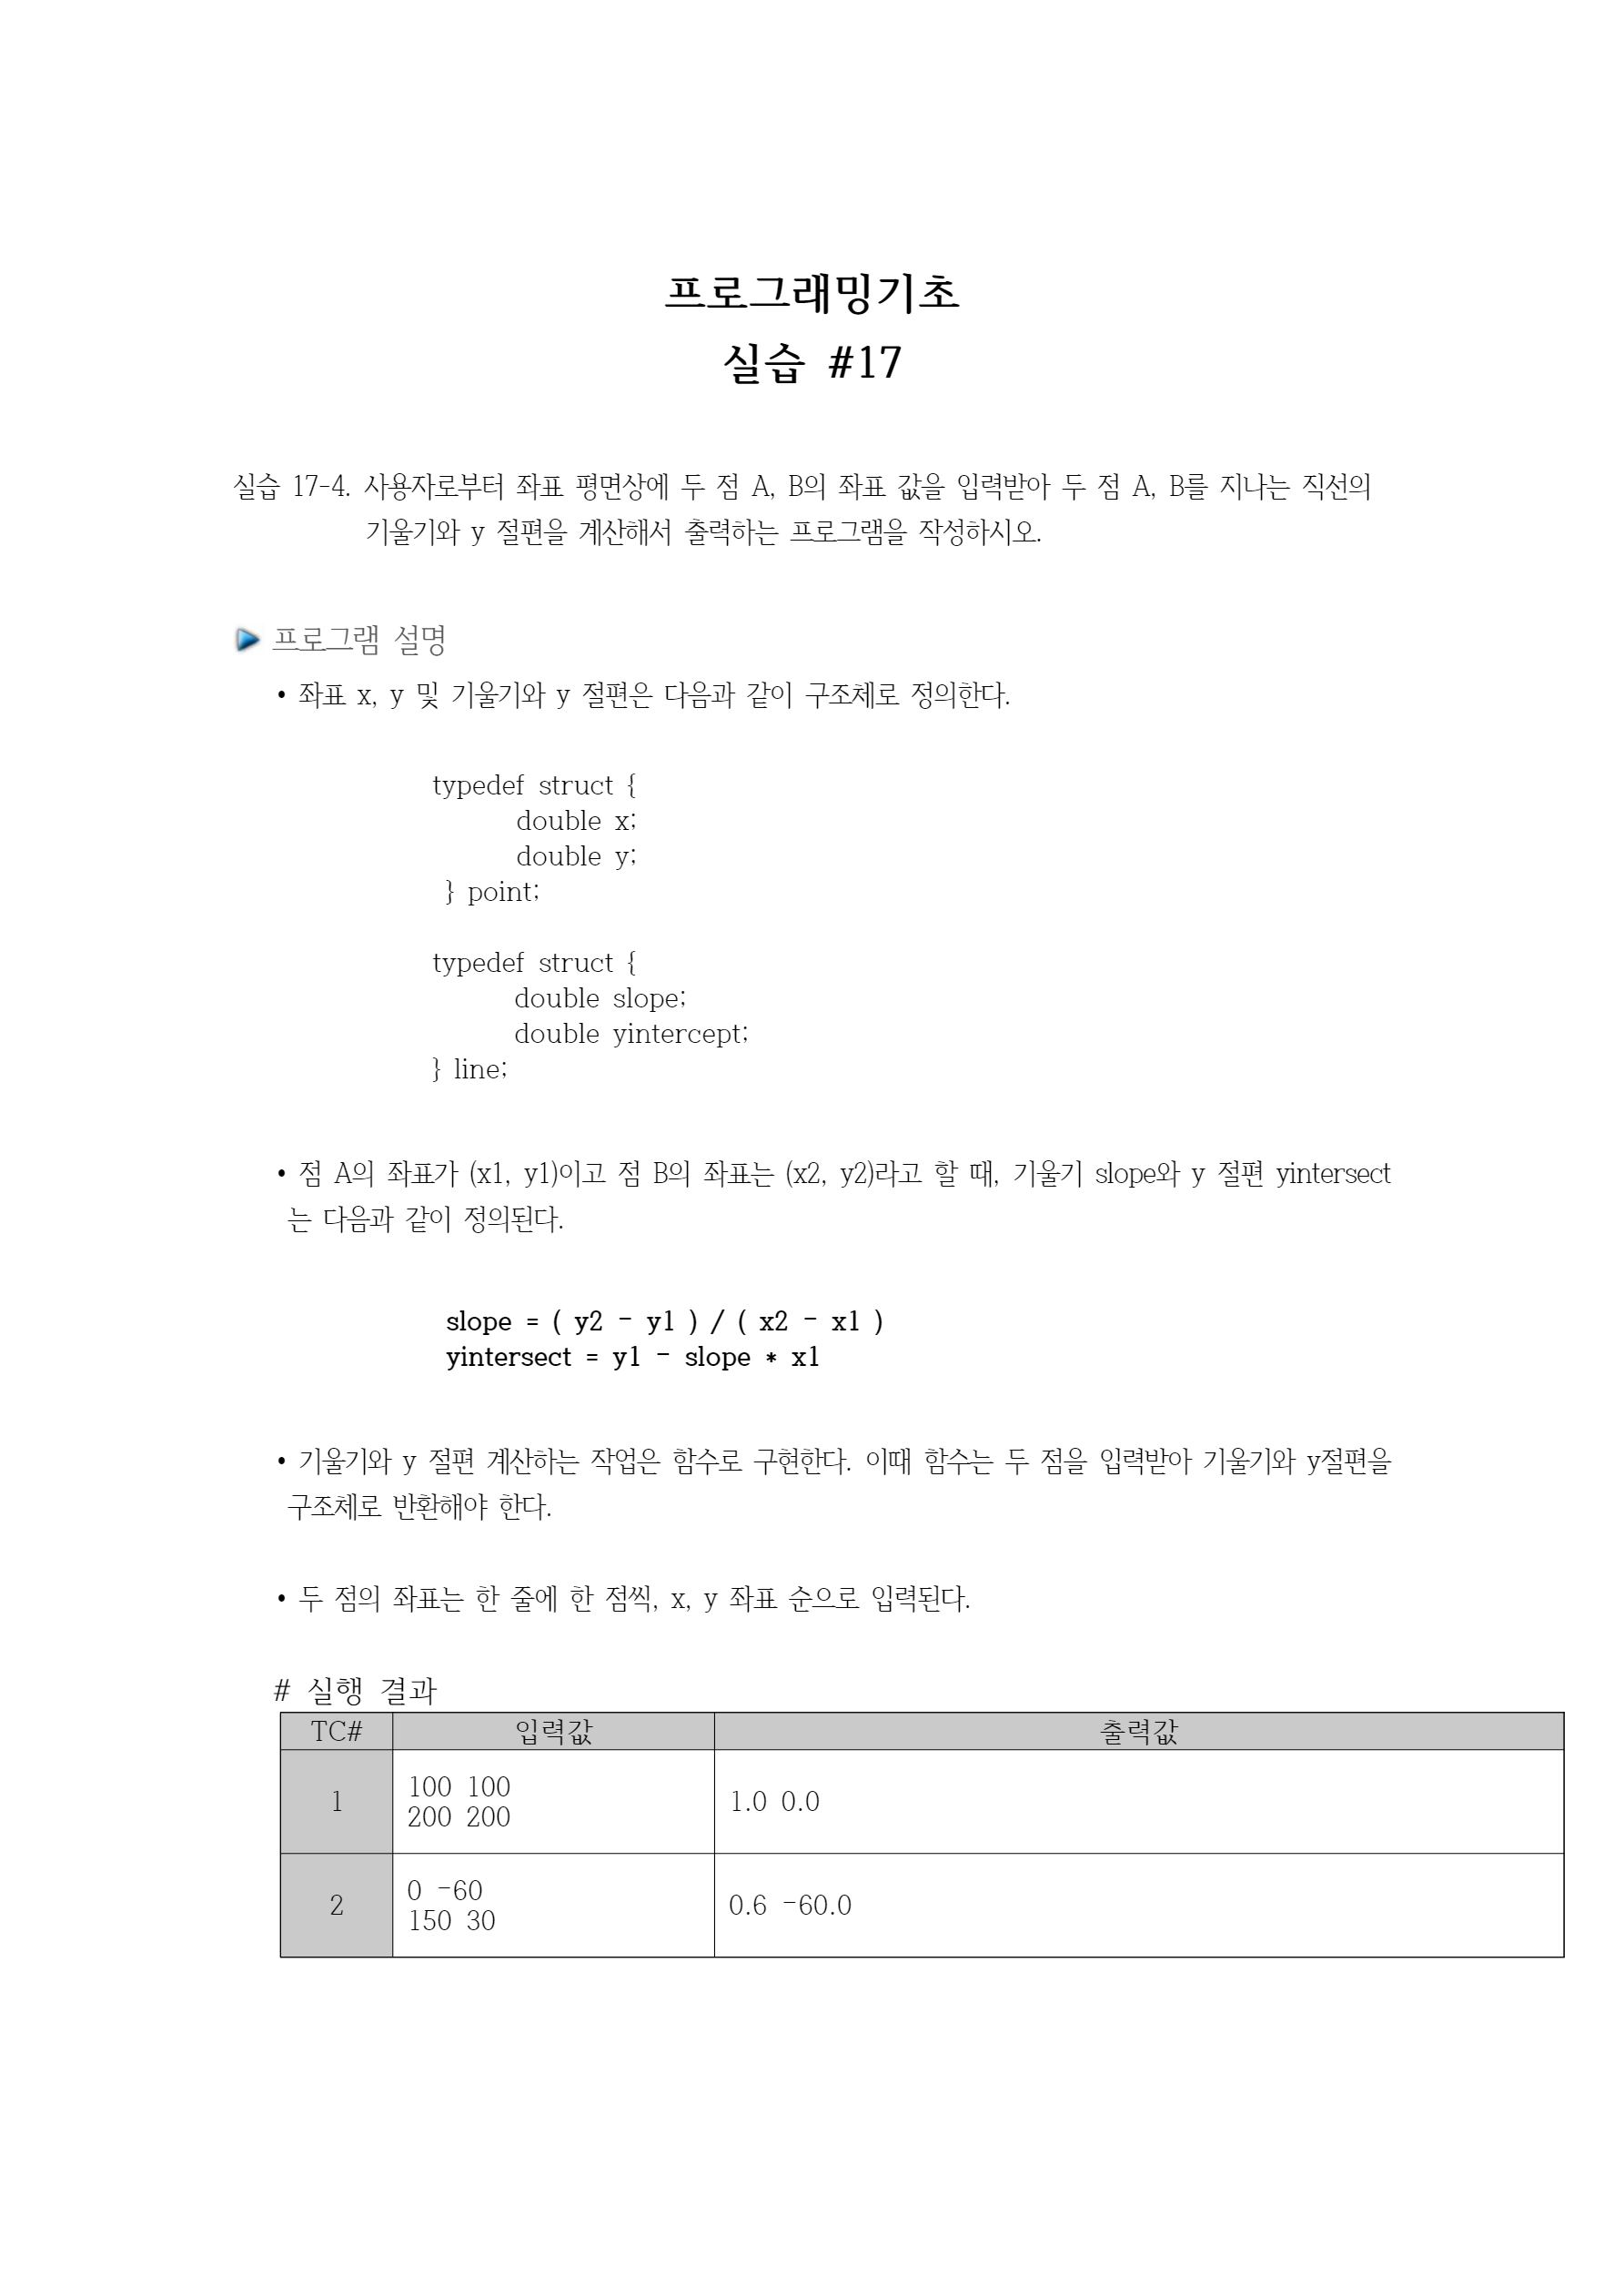 프로그래밍기초
실습 #17
실습 17-4. 사용자로부터 좌표 평면상에 두 점 A, B의 좌표 값을 입력받아 두 점 A, B를 지나는 직선의
기울기와 y 절편을 계산해서 출력하는 프로그램을 작성하시오.
프로그램 설명
• 좌표 x, y 및 기울기와 y 절편은 다음과 같이 구조체로 정의한다.
typedef struct {
double x;
double y;
} point;
typedef struct {
double slope;
double yintercept;
} line;
• 점 A의 좌표가 (x1, y1)이고 점 B의 좌표는 (x2, y2)라고 할 때, 기울기 slope와 y 절편 yintersect
는 다음과 같이 정의된다.
slope = ( y2 - y1 ) / ( x2 - x1 )
yintersect = y1 - slope * x1
• 기울기와 y 절편 계산하는 작업은 함수로 구현한다. 이때 함수는 두 점을 입력받아 기울기와 y절편을
구조체로 반환해야 한다.
• 두 점의 좌표는 한 줄에 한 점씩, x, y 좌표 순으로 입력된다.
# 실행 결과
TC# 입력값 출력값
1
100 100
200 200
1.0 0.0
2
0 -60
150 30
0.6 -60.0